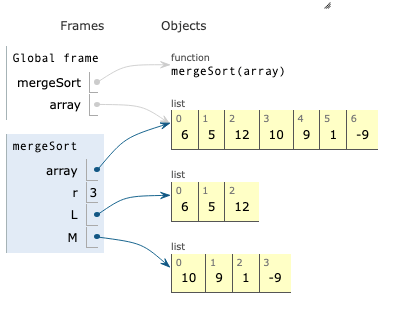 Frames Objects
Global frame
mergeSort
array
function
mergeSort(array)
list
0 1 2 3 4 5 6
6 5 12 10 9 1 -9
mergeSort
array
r 3
L
M
list
0 1 2
6 5 12
list
0 1 2 3
10 9 1 -9